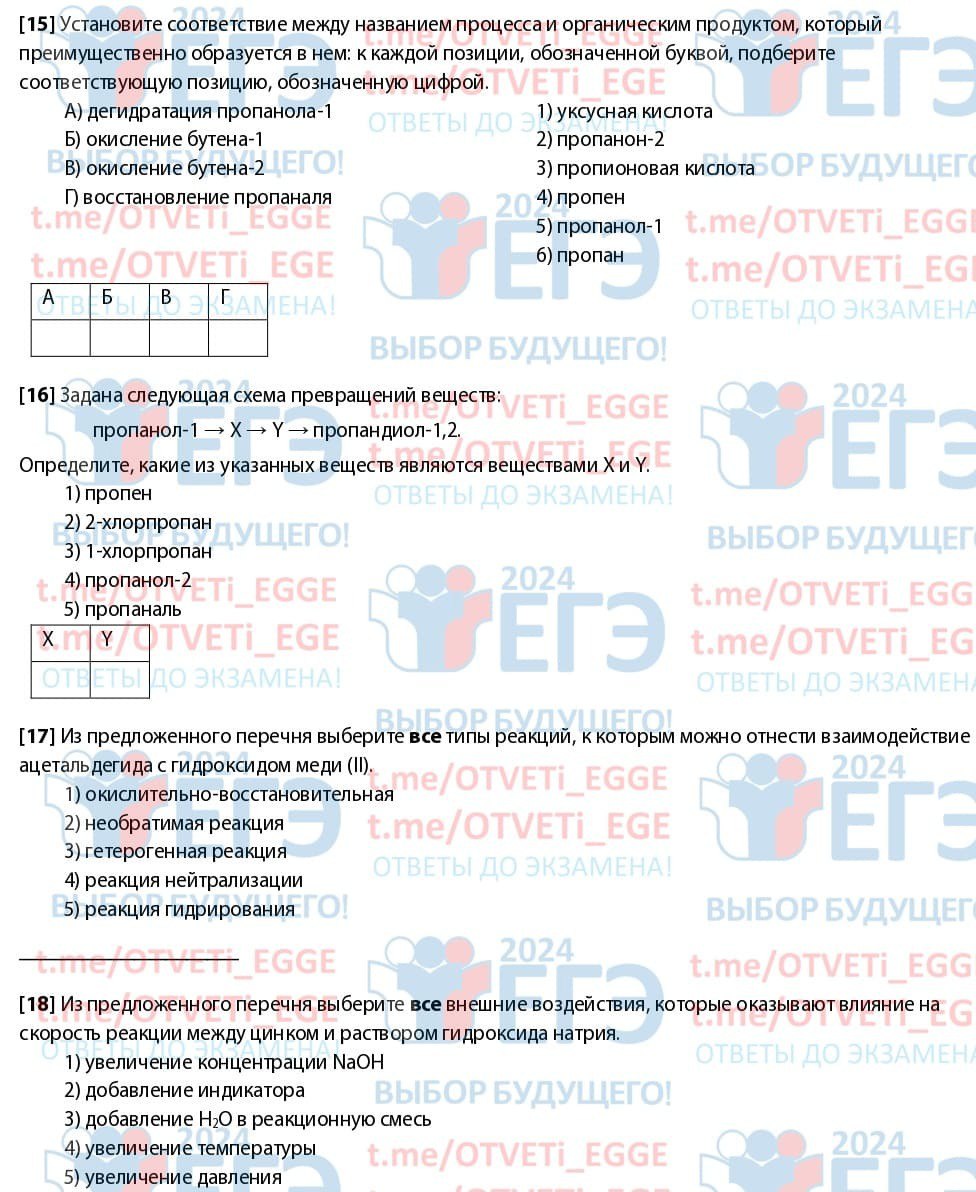 [15] Установите соответствие между названием процесса и органическим продуктом, который
преимущественно образуется в нем: к каждой позиции, обозначенной буквой, подберите
соответствующую позицию, обозначенную цифрой.
А) дегидратация пропанола-1
Б) окисление бутена-1
В) окисление бутена-2
Г) восстановление пропаналя
1) уксусная кислота
2) пропанон-2
3) пропионовая кислота
4) пропен
5) пропанол-1
6) пропан
А Б В Г
[16] Задана следующая схема превращений веществ:
пропанол-1 → X → Y → пропандиол-1,2.
Определите, какие из указанных веществ являются веществами X и Y.
1) пропен
2) 2-хлорпропан
3) 1-хлорпропан
4) пропанол-2
5) пропаналь
X Y
[17] Из предложенного перечня выберите все типы реакций, к которым можно отнести взаимодействие
ацетальдегида с гидроксидом меди (II).
1) окислительно-восстановительная
2) необратимая реакция
3) гетерогенная реакция
4) реакция нейтрализации
5) реакция гидрирования
[18] Из предложенного перечня выберите все внешние воздействия, которые оказывают влияние на
скорость реакции между цинком и раствором гидроксида натрия.
1) увеличение концентрации NaOH
2) добавление индикатора
3) добавление H₂O в реакционную смесь
4) увеличение температуры
5) увеличение давления
2024
ЕГЭ
ВЫБОР БУДУЩЕГО!
t.me/OTVETi_EGGE
t.me/OTVETi_EGE
ОТВЕТЫ ДО ЭКЗАМЕНА!